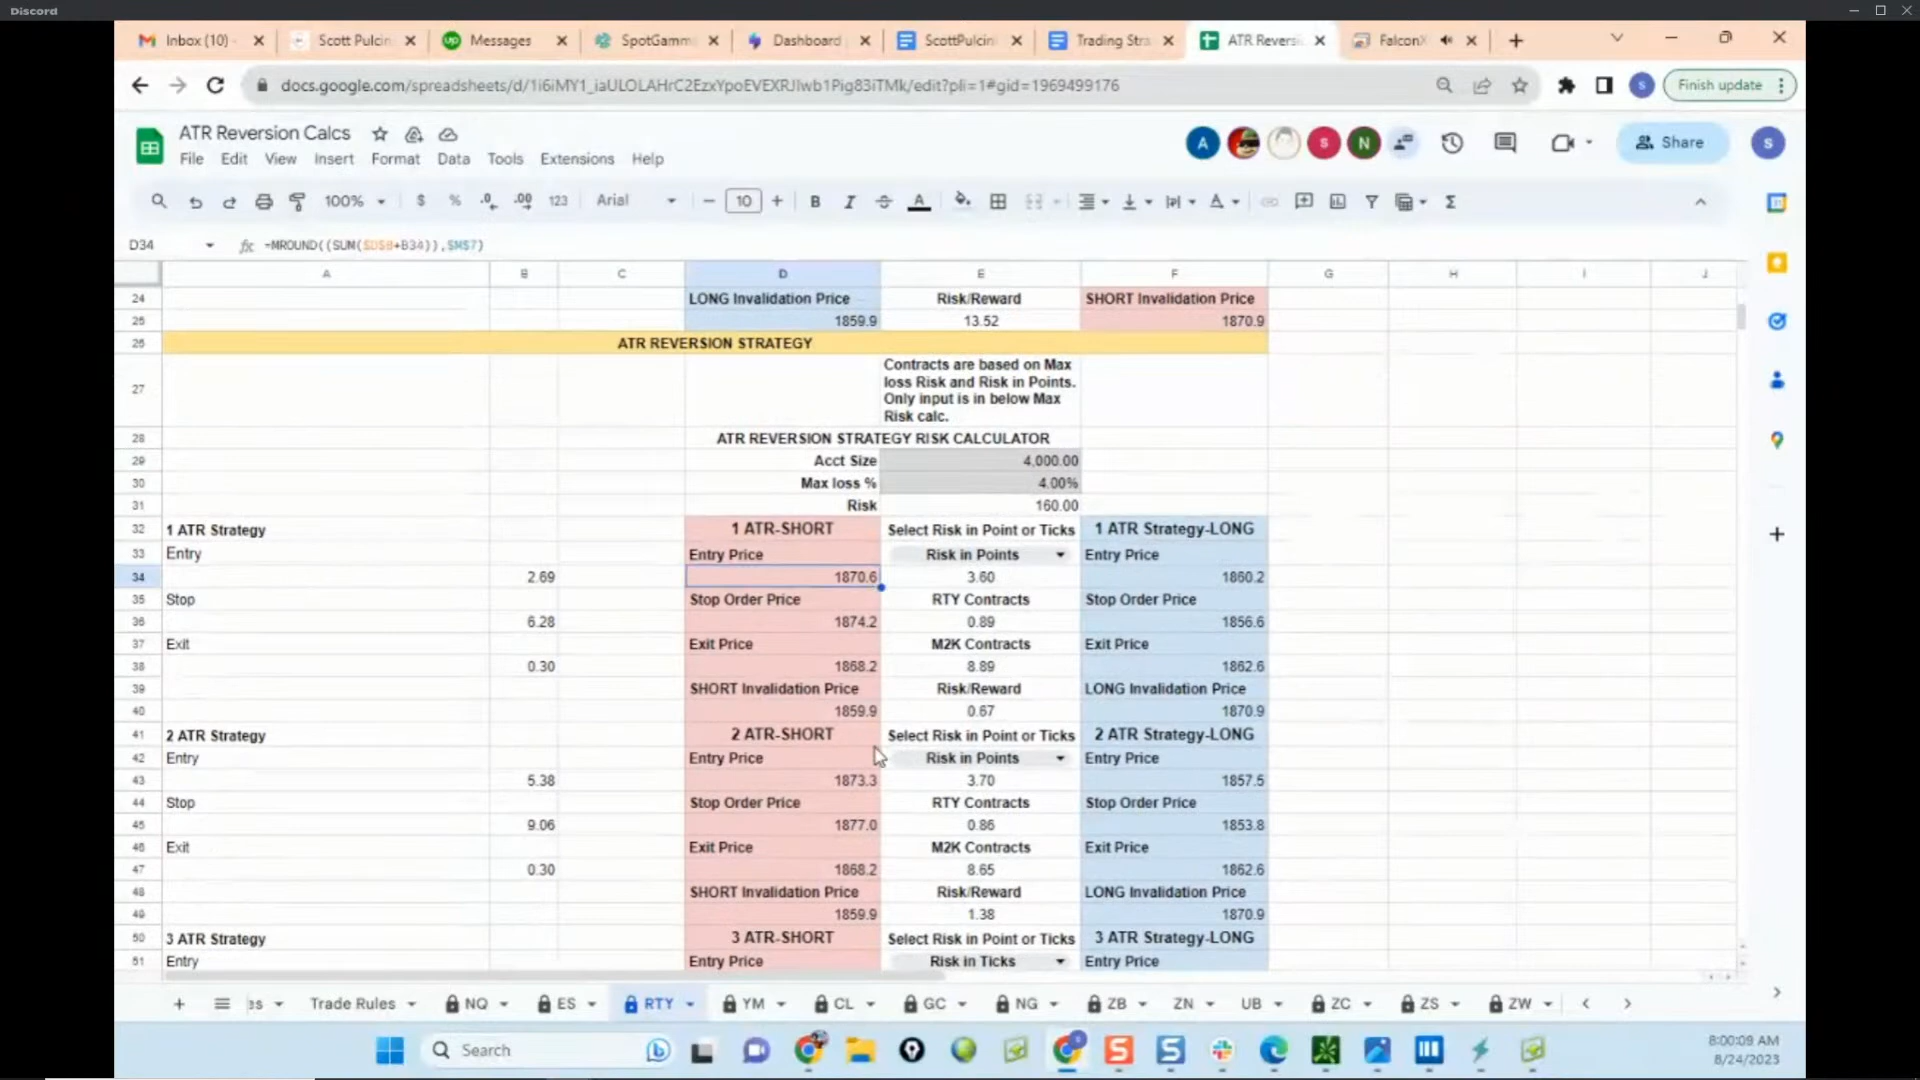 Discord
Inbox (10)
Scott Pulcin
Messages
SpotGamm
Dashboard
ScottPulcin
Trading Stra
ATR Reversi
FalconX
docs.google.com/spreadsheets/d/1i6iMY1_iaULOLAHrC2EzxYpoEVEXRJlwb1Pig83iTMk/edit?pli=1#gid=1969499176
Finish update
ATR Reversion Calcs
File Edit View Insert Format Data Tools Extensions Help
A S N Share S
100% $ % .0 .00 123 Arial 10 B I A
D34 fx =MROUND((SUM($D$8+B34)),$M$7)
A B C D E F G H I J
24 LONG Invalidation Price Risk/Reward SHORT Invalidation Price
25 1859.9 13.52 1870.9
26 ATR REVERSION STRATEGY
27 Contracts are based on Max
loss Risk and Risk in Points.
Only input is in below Max
Risk calc.
28 ATR REVERSION STRATEGY RISK CALCULATOR
29 Acct Size 4,000.00
30 Max loss % 4.00%
31 Risk 160.00
32 1 ATR Strategy 1 ATR-SHORT Select Risk in Point or Ticks 1 ATR Strategy-LONG
33 Entry Entry Price Risk in Points Entry Price
34 2.69 1870.6 3.60 1860.2
35 Stop Stop Order Price RTY Contracts Stop Order Price
36 6.28 1874.2 0.89 1856.6
37 Exit Exit Price M2K Contracts Exit Price
38 0.30 1868.2 8.89 1862.6
39 SHORT Invalidation Price Risk/Reward LONG Invalidation Price
40 1859.9 0.67 1870.9
41 2 ATR Strategy 2 ATR-SHORT Select Risk in Point or Ticks 2 ATR Strategy-LONG
42 Entry Entry Price Risk in Points Entry Price
43 5.38 1873.3 3.70 1857.5
44 Stop Stop Order Price RTY Contracts Stop Order Price
45 9.06 1877.0 0.86 1853.8
46 Exit Exit Price M2K Contracts Exit Price
47 0.30 1868.2 8.65 1862.6
48 SHORT Invalidation Price Risk/Reward LONG Invalidation Price
49 1859.9 1.38 1870.9
50 3 ATR Strategy 3 ATR-SHORT Select Risk in Point or Ticks 3 ATR Strategy-LONG
51 Entry Entry Price Risk in Ticks Entry Price
es Trade Rules NQ ES RTY YM CL GC NG ZB ZN UB ZC ZS ZW
Search
8:00:09 AM
8/24/2023